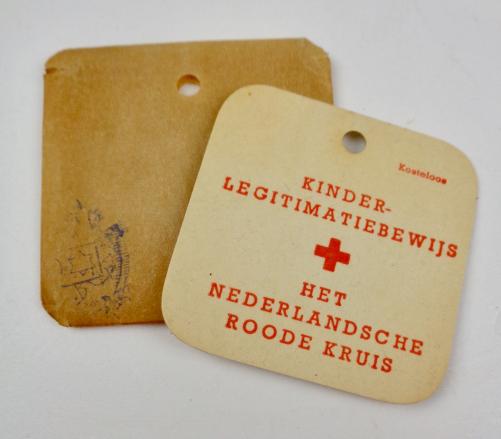 Kosteloos
KINDER-
LEGITIMATIEBEWIJS
HET
NEDERLANDSCHE
ROODE KRUIS